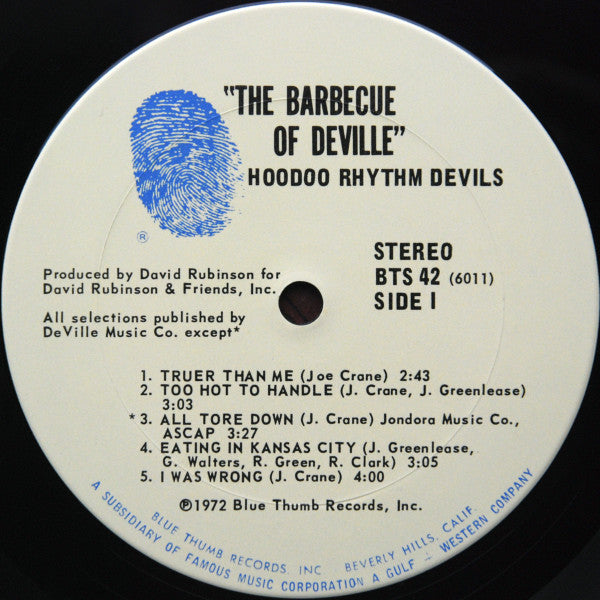 "THE BARBECUE
OF DEVILLE"
HOODOO RHYTHM DEVILS
®
STEREO
BTS 42 (6011)
SIDE I
Produced by David Rubinson for
David Rubinson & Friends, Inc.
All selections published by
DeVille Music Co. except*
1. TRUER THAN ME (Joe Crane) 2:43
2. TOO HOT TO HANDLE (J. Crane, J. Greenlease)
3:03
*3. ALL TORE DOWN (J. Crane) Jondora Music Co.,
ASCAP 3:27
4. EATING IN KANSAS CITY (J. Greenlease,
G. Walters, R. Green, R. Clark) 3:05
5. I WAS WRONG (J. Crane) 4:00
℗1972 Blue Thumb Records, Inc.
BLUE THUMB RECORDS, INC BEVERLY HILLS, CALIF.
A SUBSIDIARY OF FAMOUS MUSIC CORPORATION A GULF + WESTERN COMPANY